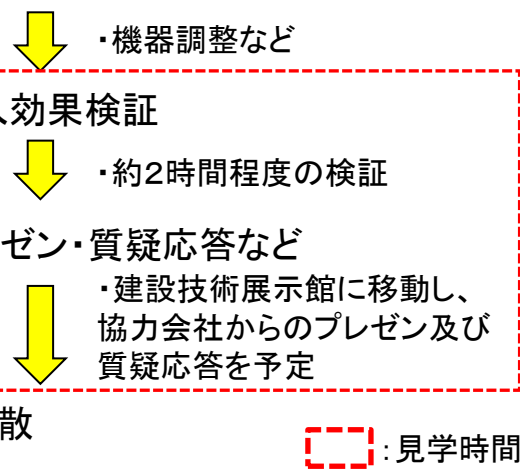 ・機器調整など
効果検証
・約２時間程度の検証
ゼン・質疑応答など
・建設技術展示館に移動し、
協力会社からのプレゼン及び
質疑応答を予定
散
：見学時間